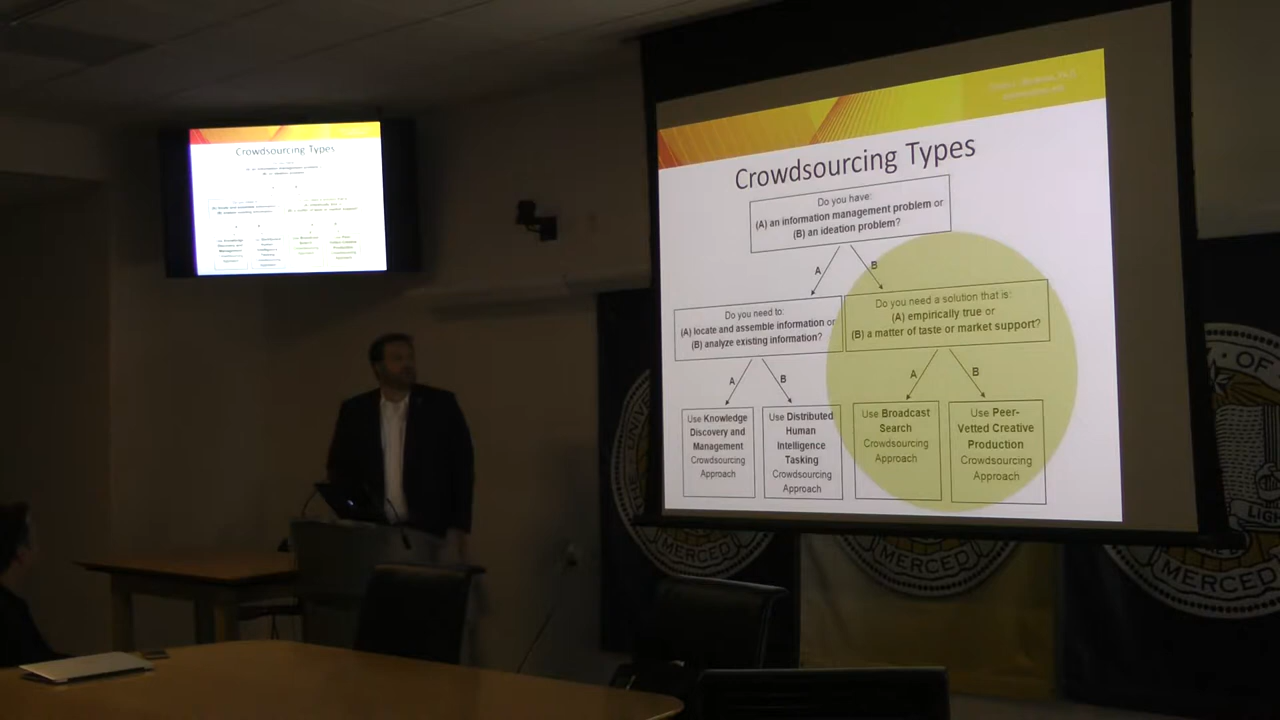 Crowdsourcing Types
Do you have:
(A) an information management problem or
(B) an ideation problem?
A
B
Do you need to:
(A) locate and assemble information or
(B) analyze existing information?
Do you need a solution that is:
(A) empirically true or
(B) a matter of taste or market support?
A
B
A
B
Use Knowledge
Discovery and
Management
Crowdsourcing
Approach
Use Distributed
Human
Intelligence
Tasking
Crowdsourcing
Approach
Use Broadcast
Search
Crowdsourcing
Approach
Use Peer-
Vetted Creative
Production
Crowdsourcing
Approach
Crowdsourcing Types
MERCED
MERCED
MERCED
OF
LIGH